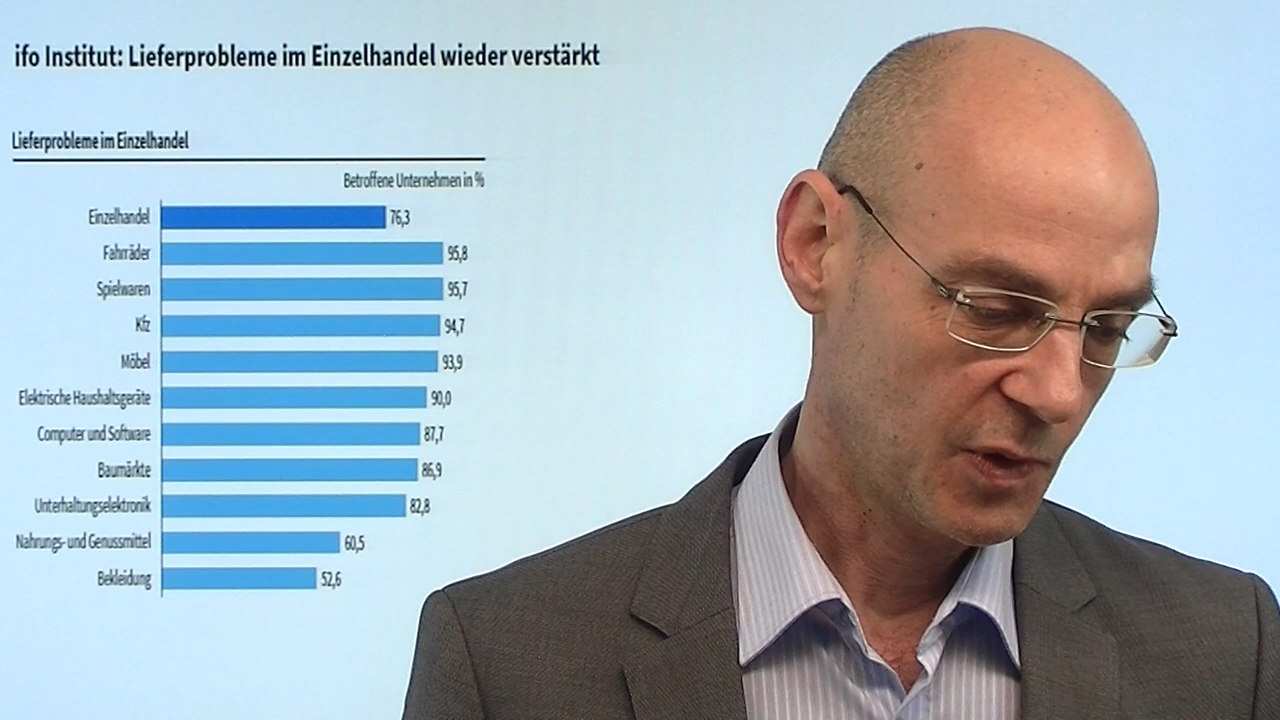 ifo Institut: Lieferprobleme im Einzelhandel wieder verstärkt
Lieferprobleme im Einzelhandel
Betroffene Unternehmen in %
Einzelhandel 76,3
Fahrräder 95,8
Spielwaren 95,7
Kfz 94,7
Möbel 93,9
Elektrische Haushaltsgeräte 90,0
Computer und Software 87,7
Baumärkte 86,9
Unterhaltungselektronik 82,8
Nahrungs- und Genussmittel 60,5
Bekleidung 52,6